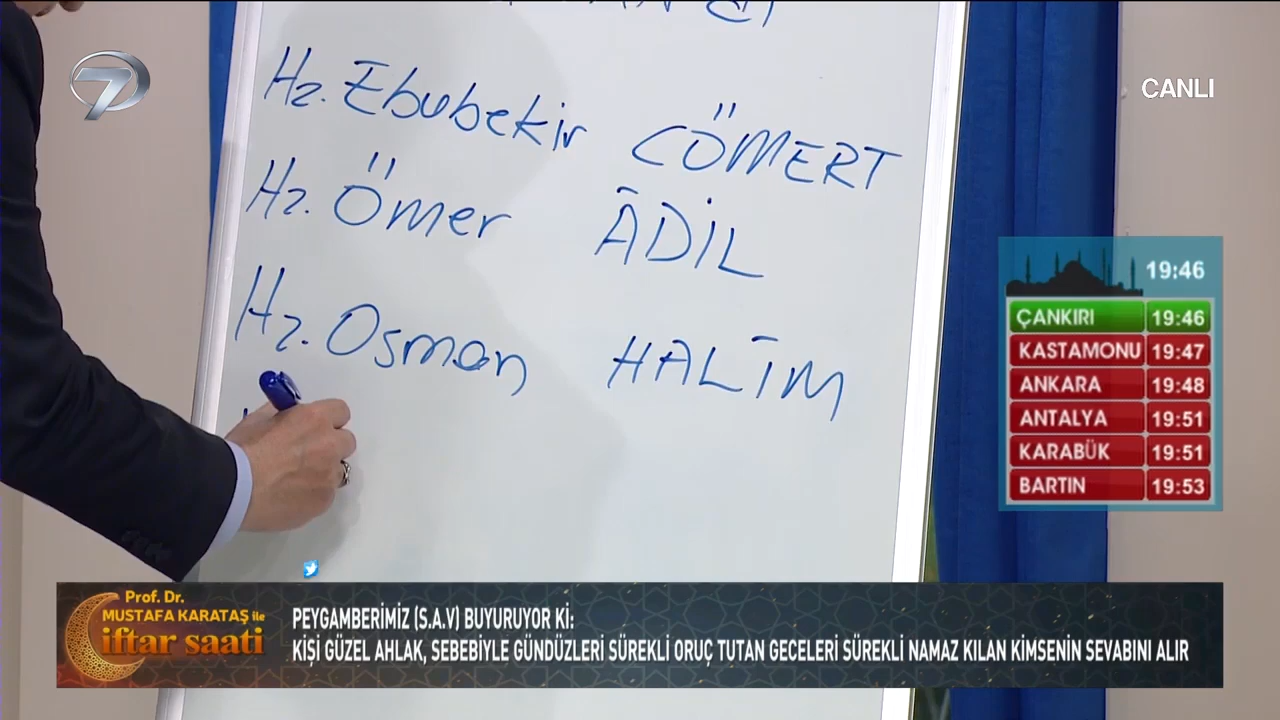 7
CANLI
Hz. Ebubekir CÖMERT
Hz. Ömer ÂDİL
Hz. Osman HALÎM
19:46
ÇANKIRI 19:46
KASTAMONU 19:47
ANKARA 19:48
ANTALYA 19:51
KARABÜK 19:51
BARTIN 19:53
Prof. Dr.
MUSTAFA KARATAŞ ile
iftar saati
PEYGAMBERİMİZ (S.A.V) BUYURUYOR Kİ:
KİŞİ GÜZEL AHLAK, SEBEBİYLE GÜNDÜZLERİ SÜREKLİ ORUÇ TUTAN GECELERİ SÜREKLİ NAMAZ KILAN KİMSENİN SEVABINI ALIR